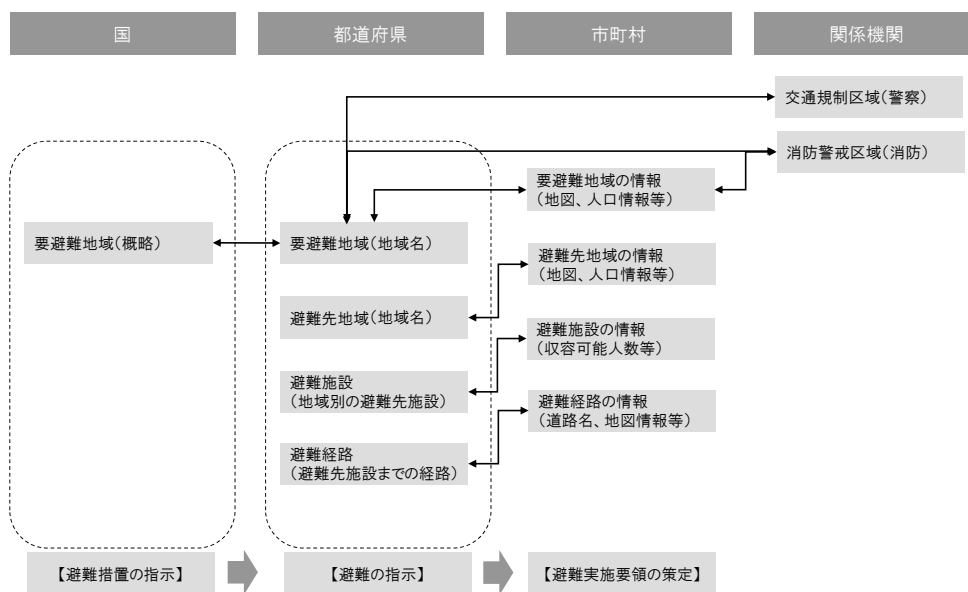 国
都道府県
市町村
関係機関
交通規制区域(警察)
消防警戒区域(消防)
要避難地域の情報
(地図、人口情報等)
要避難地域(概略)
要避難地域(地域名)
避難先地域の情報
(地図、人口情報等)
避難先地域(地域名)
避難施設の情報
(収容可能人数等)
避難施設
(地域別の避難先施設)
避難経路の情報
(道路名、地図情報等)
避難経路
(避難先施設までの経路)
【避難措置の指示】
【避難の指示】
【避難実施要領の策定】